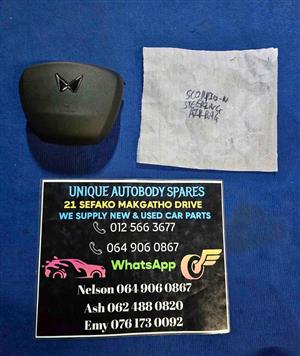 SCORPIO-N
STEERING
AIRBAG
UNIQUE AUTOBODY SPARES
21 SEFAKO MAKGATHO DRIVE
WE SUPPLY NEW & USED CAR PARTS
012 566 3677
064 906 0867
WhatsApp
Nelson 064 906 0867
Ash 062 488 0820
Emy 076 173 0092